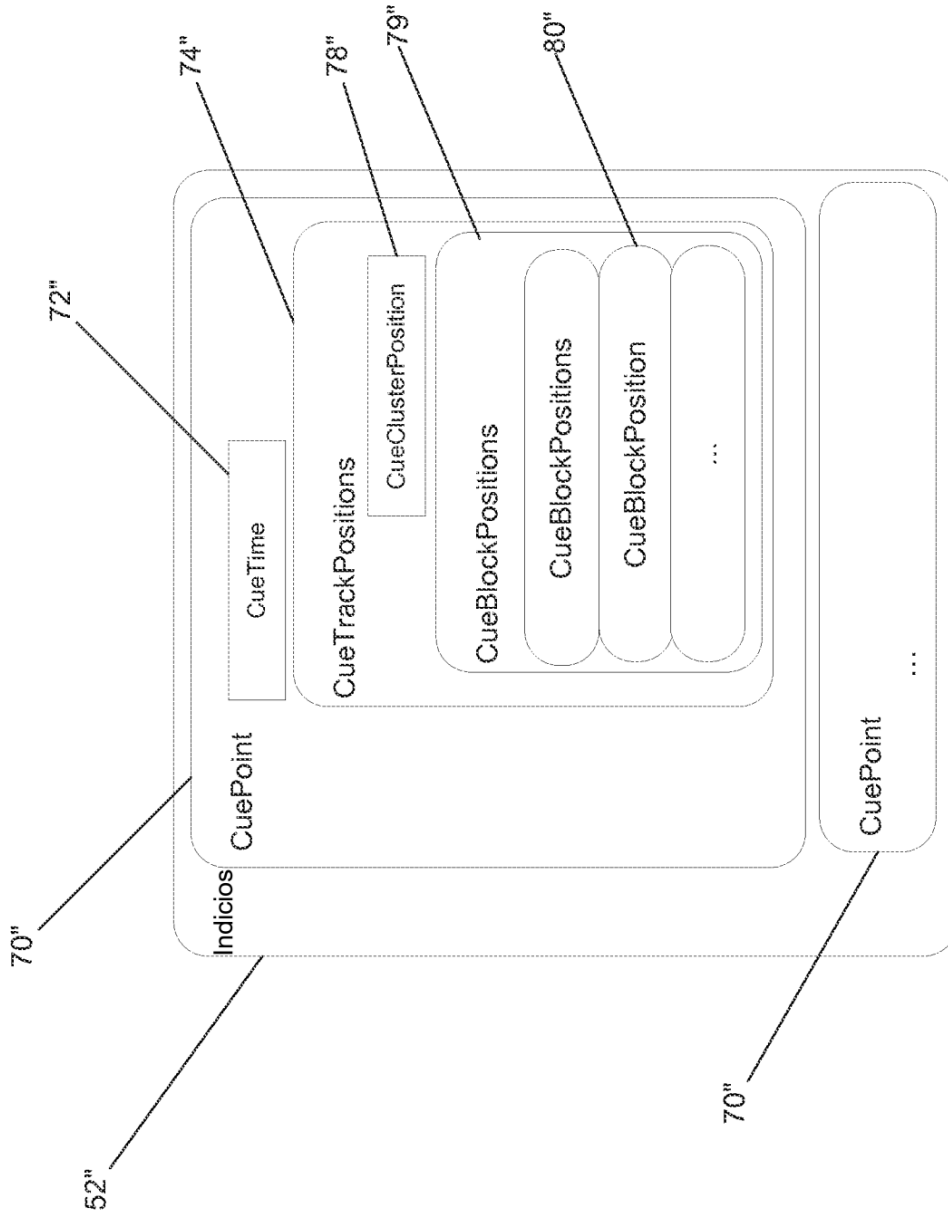 52"
70"
Indicios
CuePoint
72"
CueTime
74"
CueTrackPositions
78"
CueClusterPosition
79"
CueBlockPositions
CueBlockPositions
80"
CueBlockPosition
...
70"
CuePoint
...